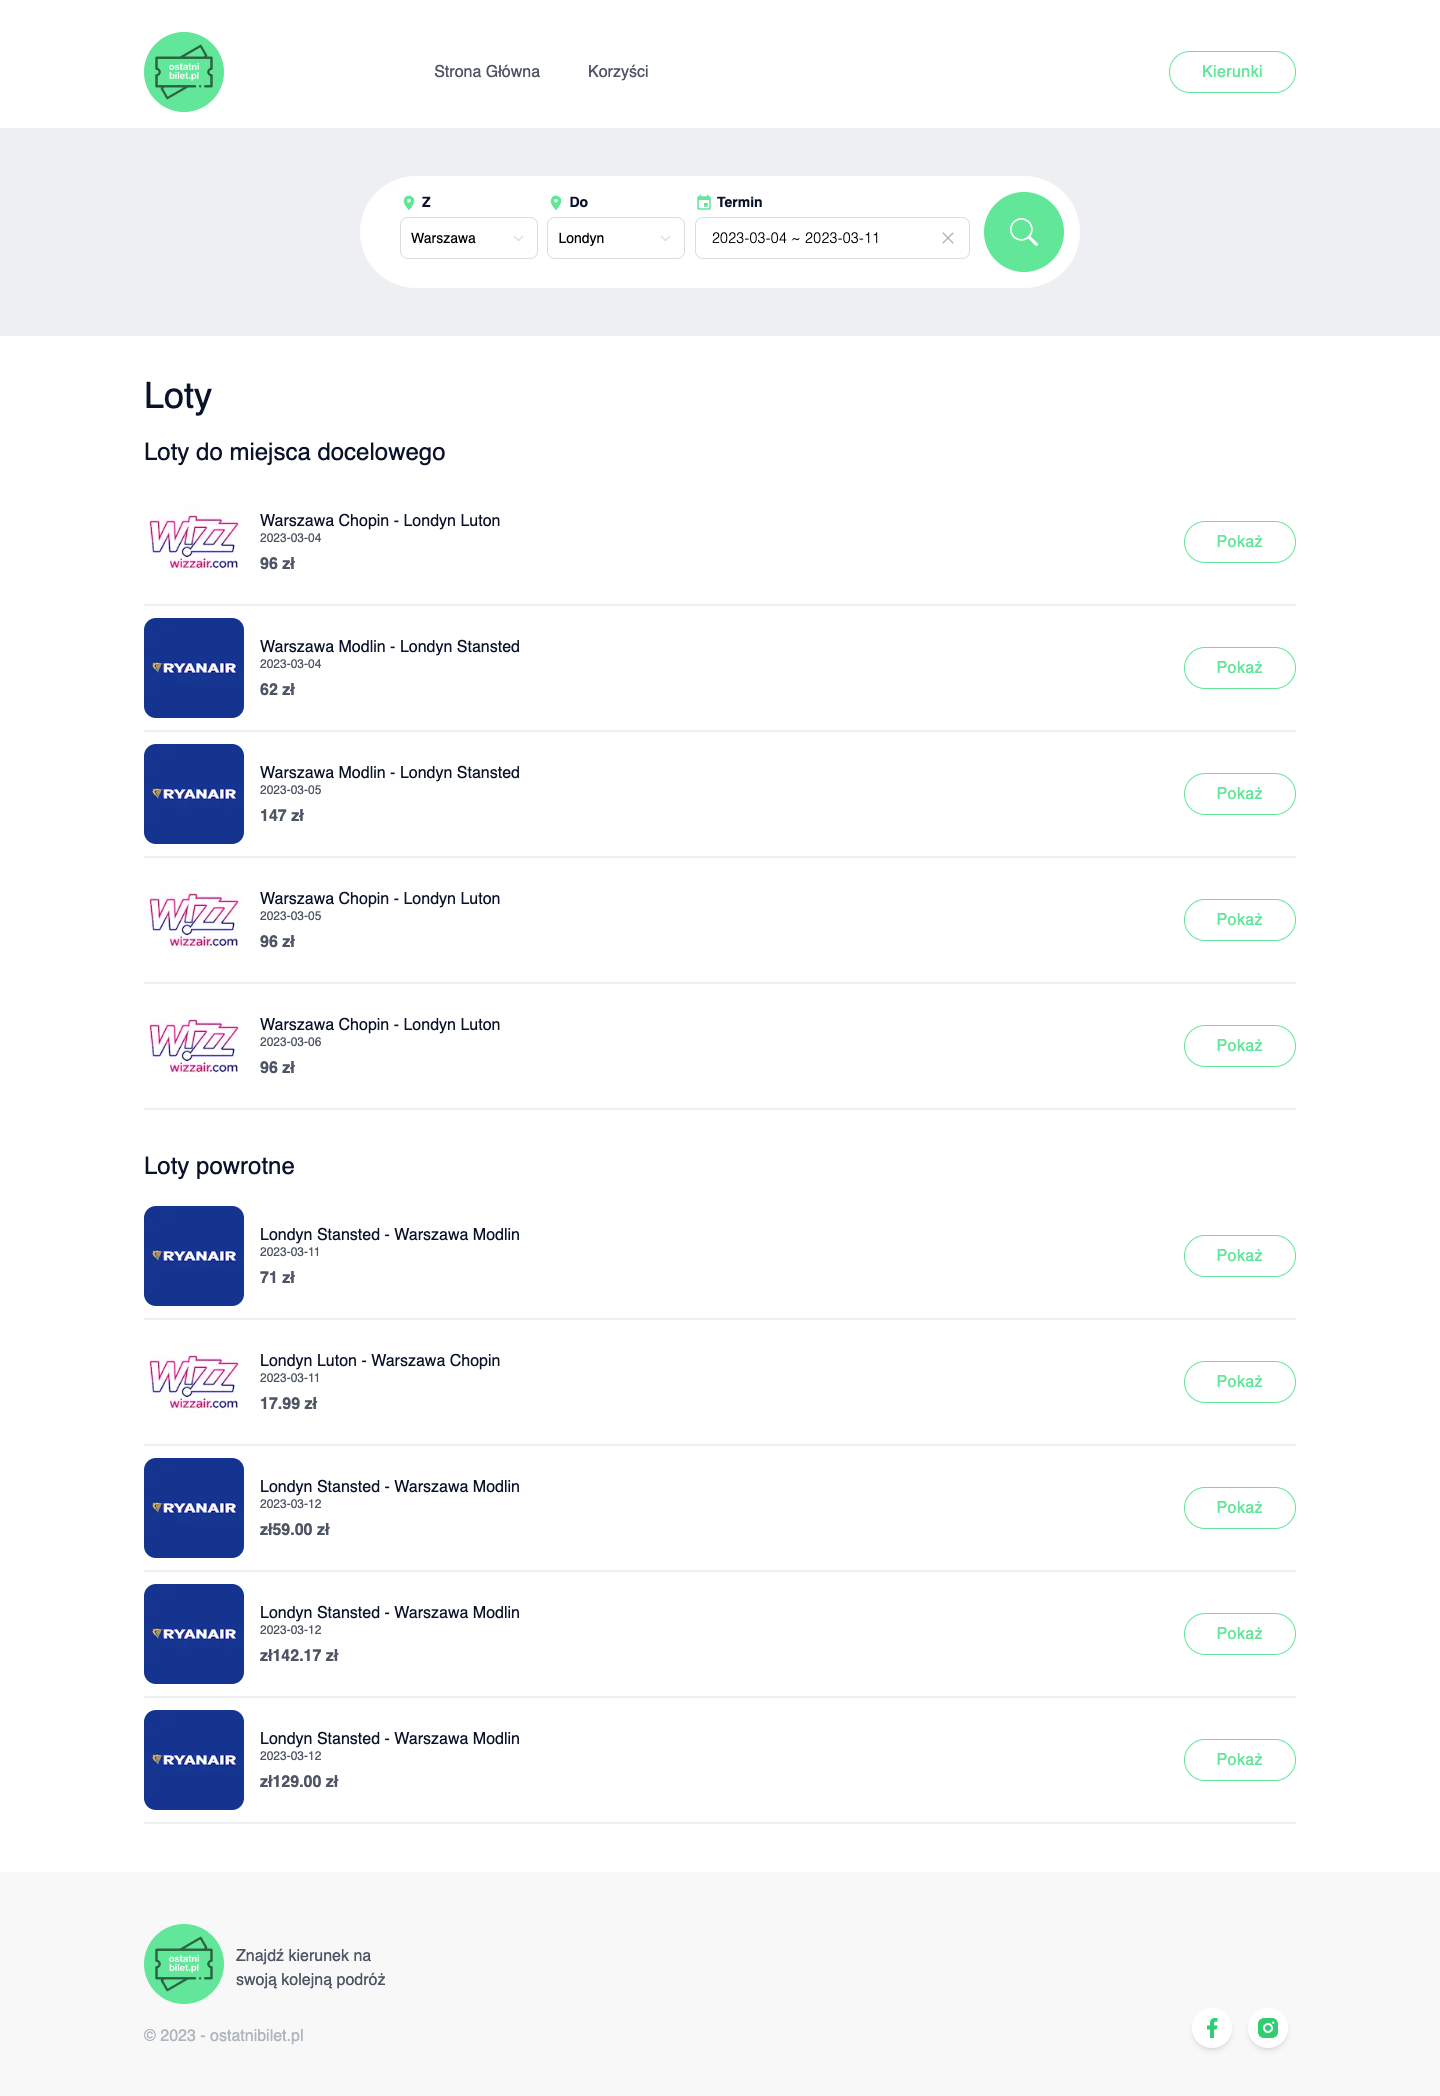 ostatni
bilet.pl
Strona Główna
Korzyści
Kierunki
Z
Do
Termin
Warszawa
Londyn
2023-03-04 ~ 2023-03-11
Loty
Loty do miejsca docelowego
WIZZ
wizzair.com
Warszawa Chopin - Londyn Luton
2023-03-04
96 zł
Pokaż
RYANAIR
Warszawa Modlin - Londyn Stansted
2023-03-04
62 zł
Pokaż
RYANAIR
Warszawa Modlin - Londyn Stansted
2023-03-05
147 zł
Pokaż
WIZZ
wizzair.com
Warszawa Chopin - Londyn Luton
2023-03-05
96 zł
Pokaż
WIZZ
wizzair.com
Warszawa Chopin - Londyn Luton
2023-03-06
96 zł
Pokaż
Loty powrotne
RYANAIR
Londyn Stansted - Warszawa Modlin
2023-03-11
71 zł
Pokaż
WIZZ
wizzair.com
Londyn Luton - Warszawa Chopin
2023-03-11
17.99 zł
Pokaż
RYANAIR
Londyn Stansted - Warszawa Modlin
2023-03-12
zł59.00 zł
Pokaż
RYANAIR
Londyn Stansted - Warszawa Modlin
2023-03-12
zł142.17 zł
Pokaż
RYANAIR
Londyn Stansted - Warszawa Modlin
2023-03-12
zł129.00 zł
Pokaż
ostatni
bilet.pl
Znajdź kierunek na
swoją kolejną podróż
© 2023 - ostatnibilet.pl